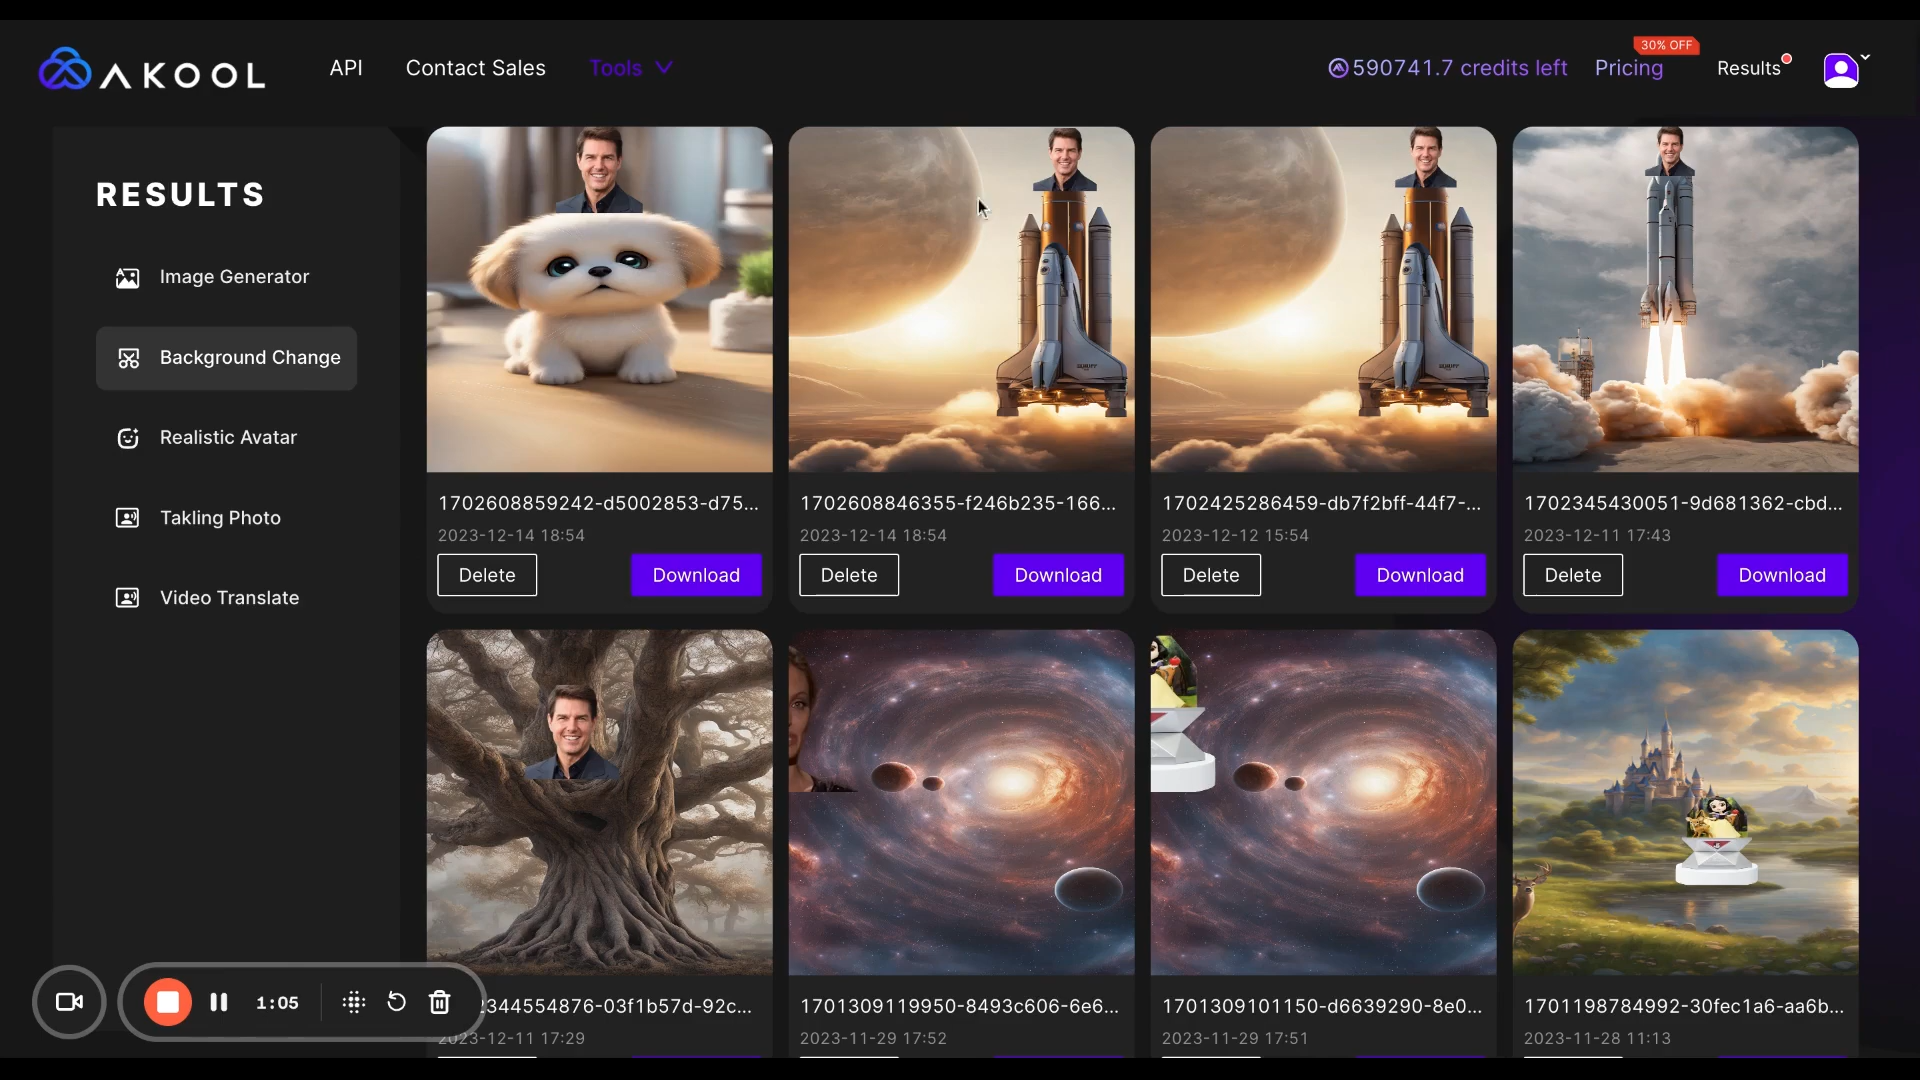 AKOOL
API
Contact Sales
Tools
590741.7 credits left
Pricing
30% OFF
Results
RESULTS
Image Generator
Background Change
Realistic Avatar
Takling Photo
Video Translate
1702608859242-d5002853-d75...
2023-12-14 18:54
Delete
Download
1702608846355-f246b235-166...
2023-12-14 18:54
Delete
Download
1702425286459-db7f2bff-44f7-...
2023-12-12 15:54
Delete
Download
1702345430051-9d681362-cbd...
2023-12-11 17:43
Delete
Download
2344554876-03f1b57d-92c...
2023-12-11 17:29
1701309119950-8493c606-6e6...
2023-11-29 17:52
1701309101150-d6639290-8e0...
2023-11-29 17:51
1701198784992-30fec1a6-aa6b...
2023-11-28 11:13
1:05